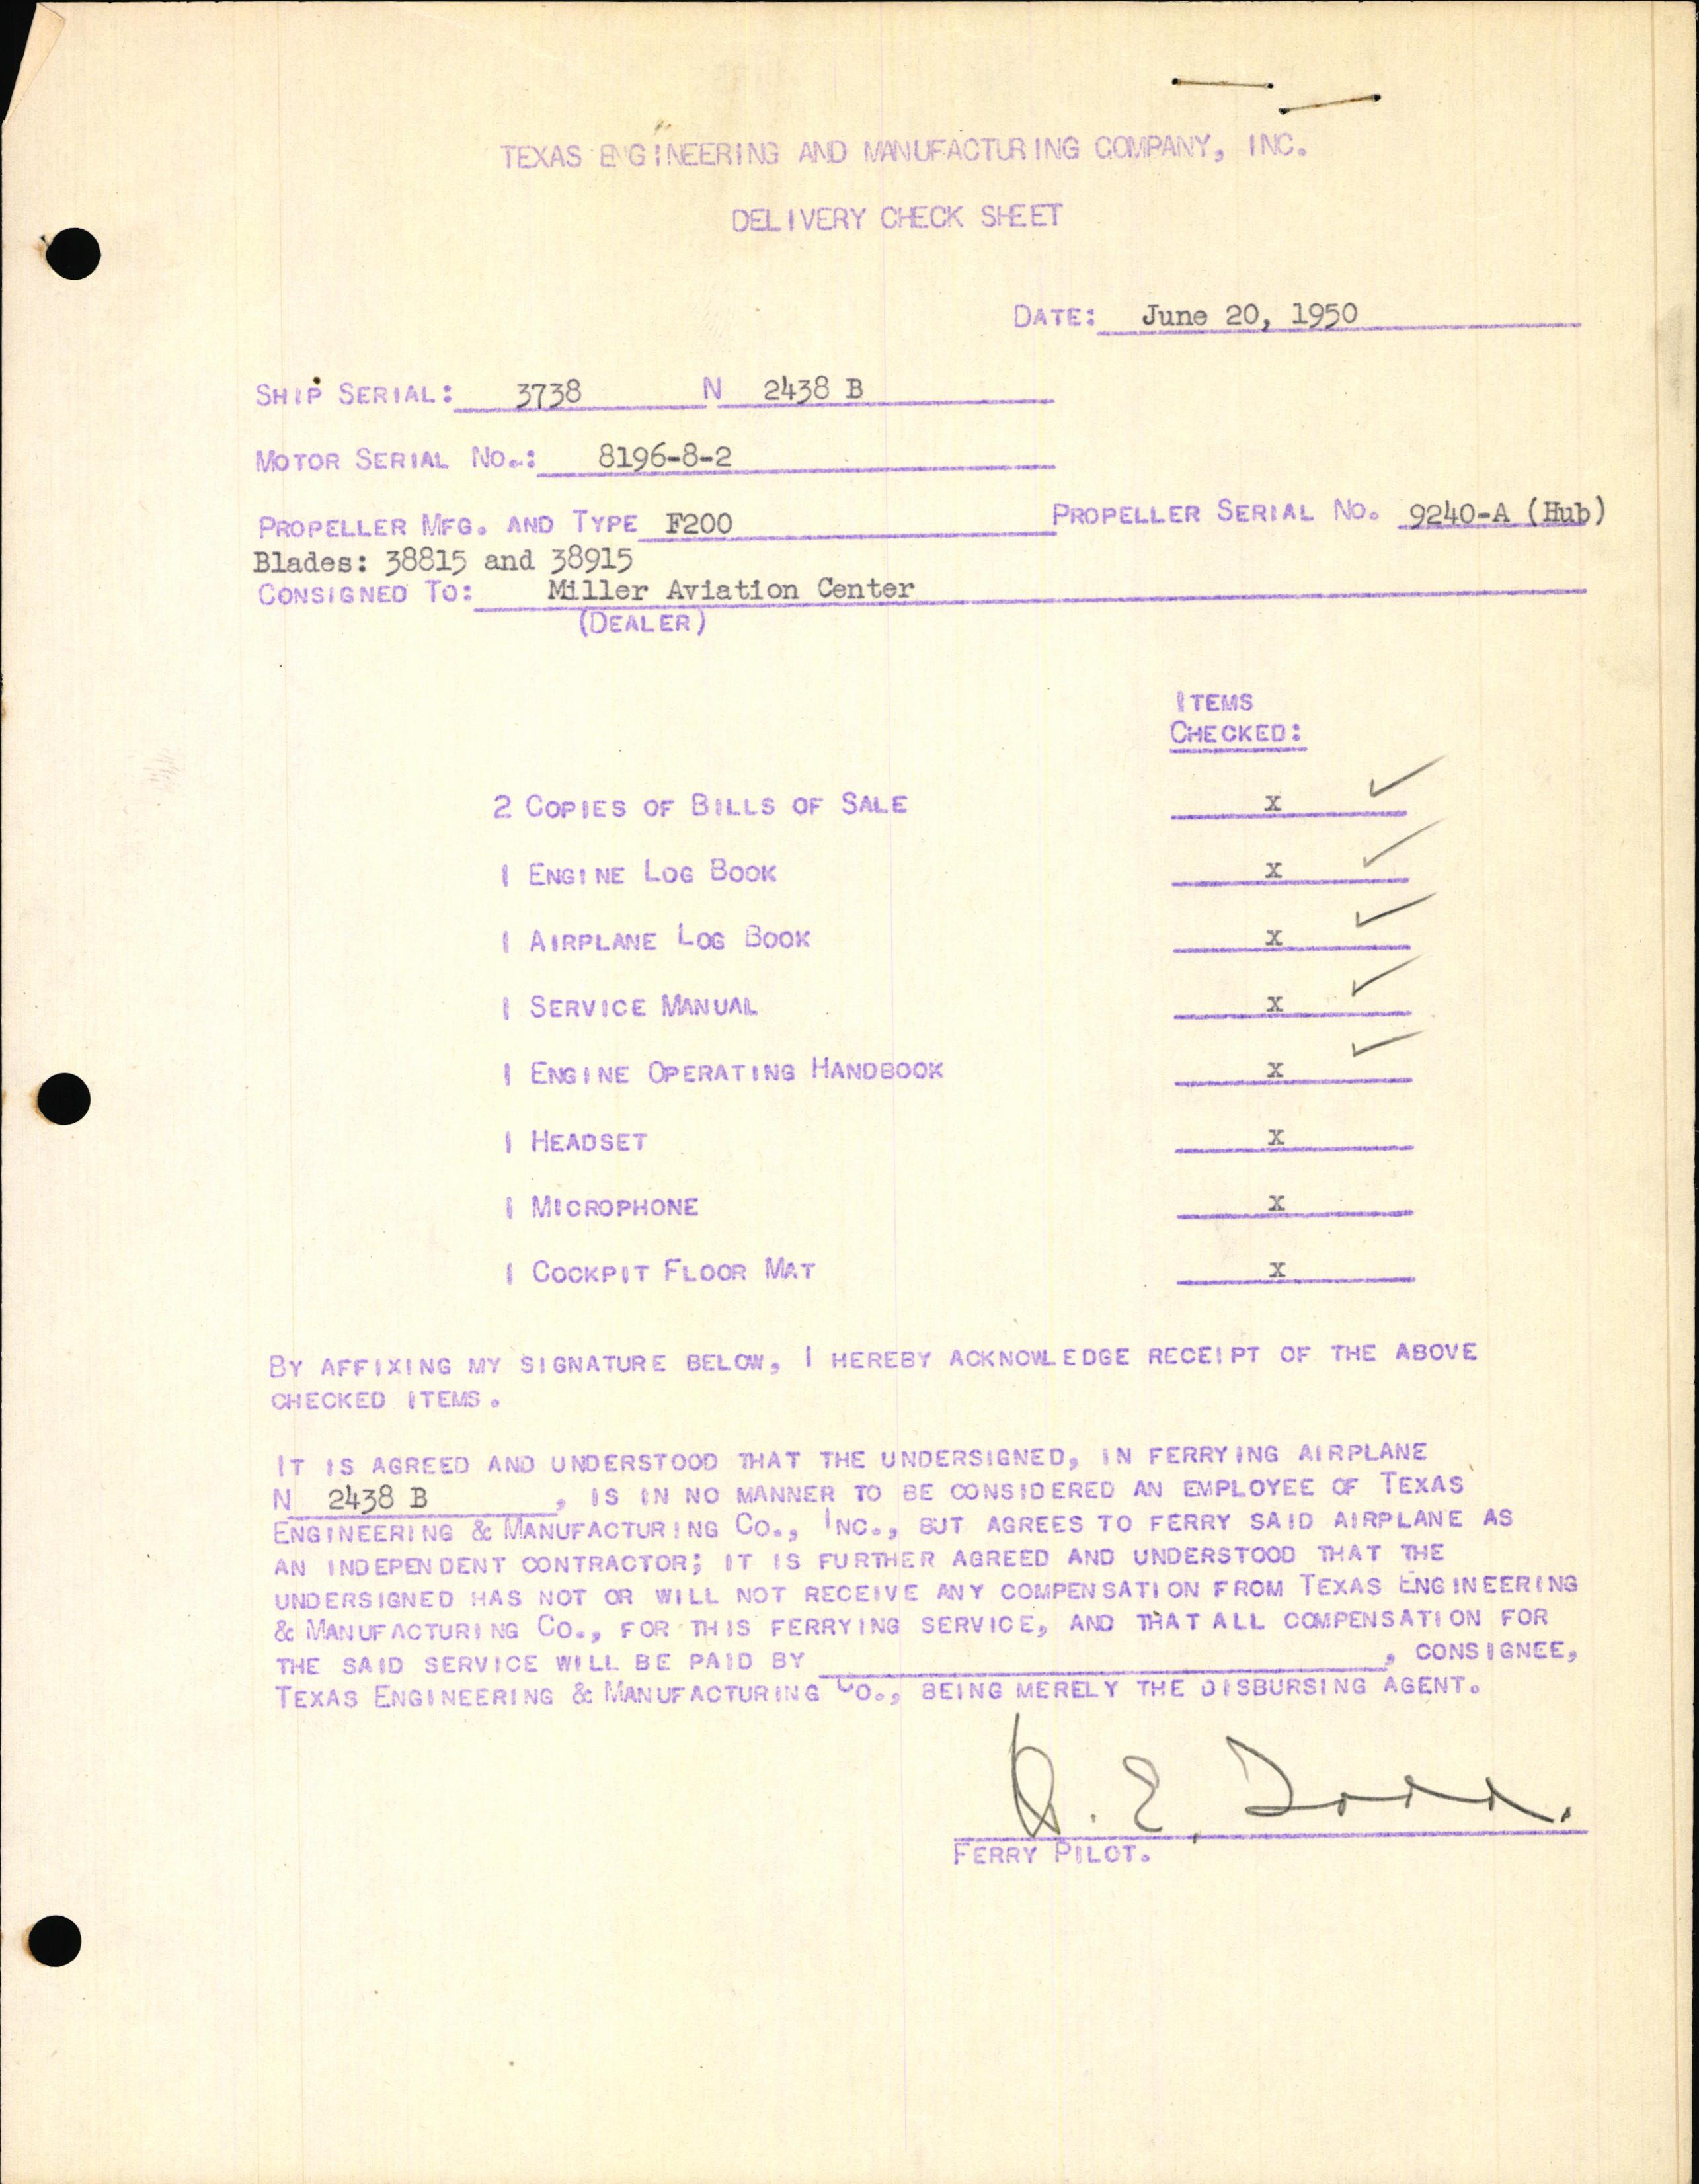 TEXAS ENGINEERING AND MANUFACTURING COMPANY, INC.
DELIVERY CHECK SHEET
DATE: June 20, 1950
SHIP SERIAL: 3738 N 2438 B
MOTOR SERIAL NO.: 8196-8-2
PROPELLER MFG. AND TYPE F200 PROPELLER SERIAL NO. 9240-A (Hub)
Blades: 38815 and 38915
CONSIGNED TO: Miller Aviation Center
(DEALER)
ITEMS
CHECKED:
2 COPIES OF BILLS OF SALE x ✓
1 ENGINE LOG BOOK x ✓
1 AIRPLANE LOG BOOK x ✓
1 SERVICE MANUAL x ✓
1 ENGINE OPERATING HANDBOOK x ✓
1 HEADSET x
1 MICROPHONE x
1 COCKPIT FLOOR MAT x
BY AFFIXING MY SIGNATURE BELOW, I HEREBY ACKNOWLEDGE RECEIPT OF THE ABOVE
CHECKED ITEMS.
IT IS AGREED AND UNDERSTOOD THAT THE UNDERSIGNED, IN FERRYING AIRPLANE
N 2438 B, IS IN NO MANNER TO BE CONSIDERED AN EMPLOYEE OF TEXAS
ENGINEERING & MANUFACTURING CO., INC., BUT AGREES TO FERRY SAID AIRPLANE AS
AN INDEPENDENT CONTRACTOR; IT IS FURTHER AGREED AND UNDERSTOOD THAT THE
UNDERSIGNED HAS NOT OR WILL NOT RECEIVE ANY COMPENSATION FROM TEXAS ENGINEERING
& MANUFACTURING CO., FOR THIS FERRYING SERVICE, AND THAT ALL COMPENSATION FOR
THE SAID SERVICE WILL BE PAID BY , CONSIGNEE,
TEXAS ENGINEERING & MANUFACTURING CO., BEING MERELY THE DISBURSING AGENT.
E. Todd.
FERRY PILOT.